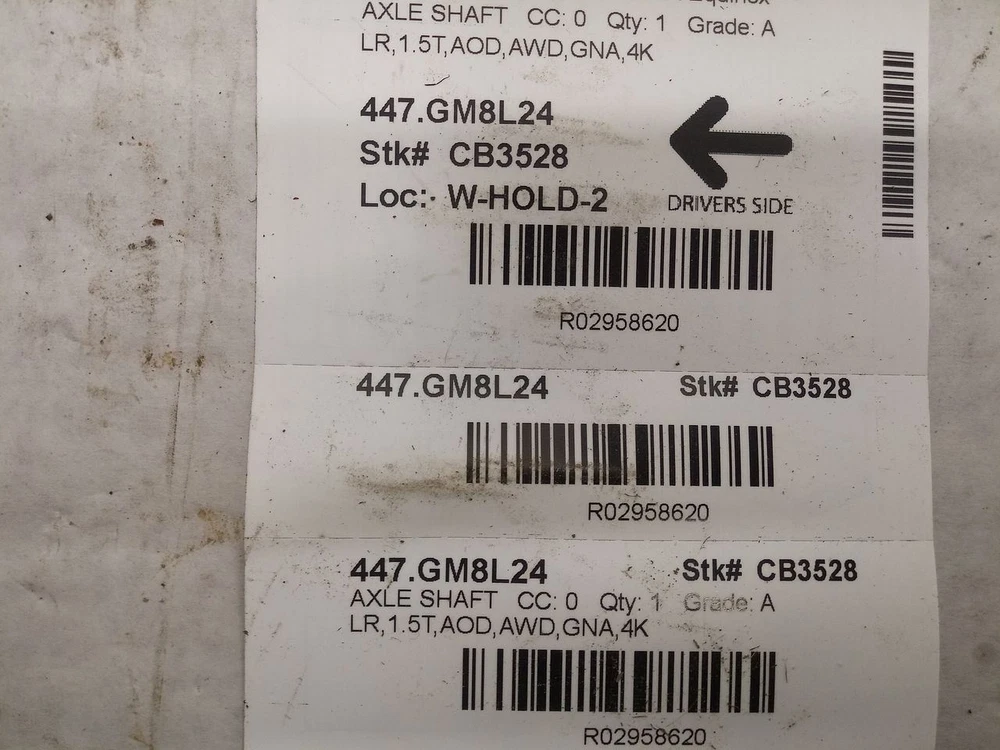 AXLE SHAFT CC: 0 Qty: 1 Grade: A
LR,1.5T,AOD,AWD,GNA,4K
447.GM8L24
Stk# CB3528
Loc: W-HOLD-2
DRIVERS SIDE
R02958620
447.GM8L24 Stk# CB3528
R02958620
447.GM8L24 Stk# CB3528
AXLE SHAFT CC: 0 Qty: 1 Grade: A
LR,1.5T,AOD,AWD,GNA,4K
R02958620